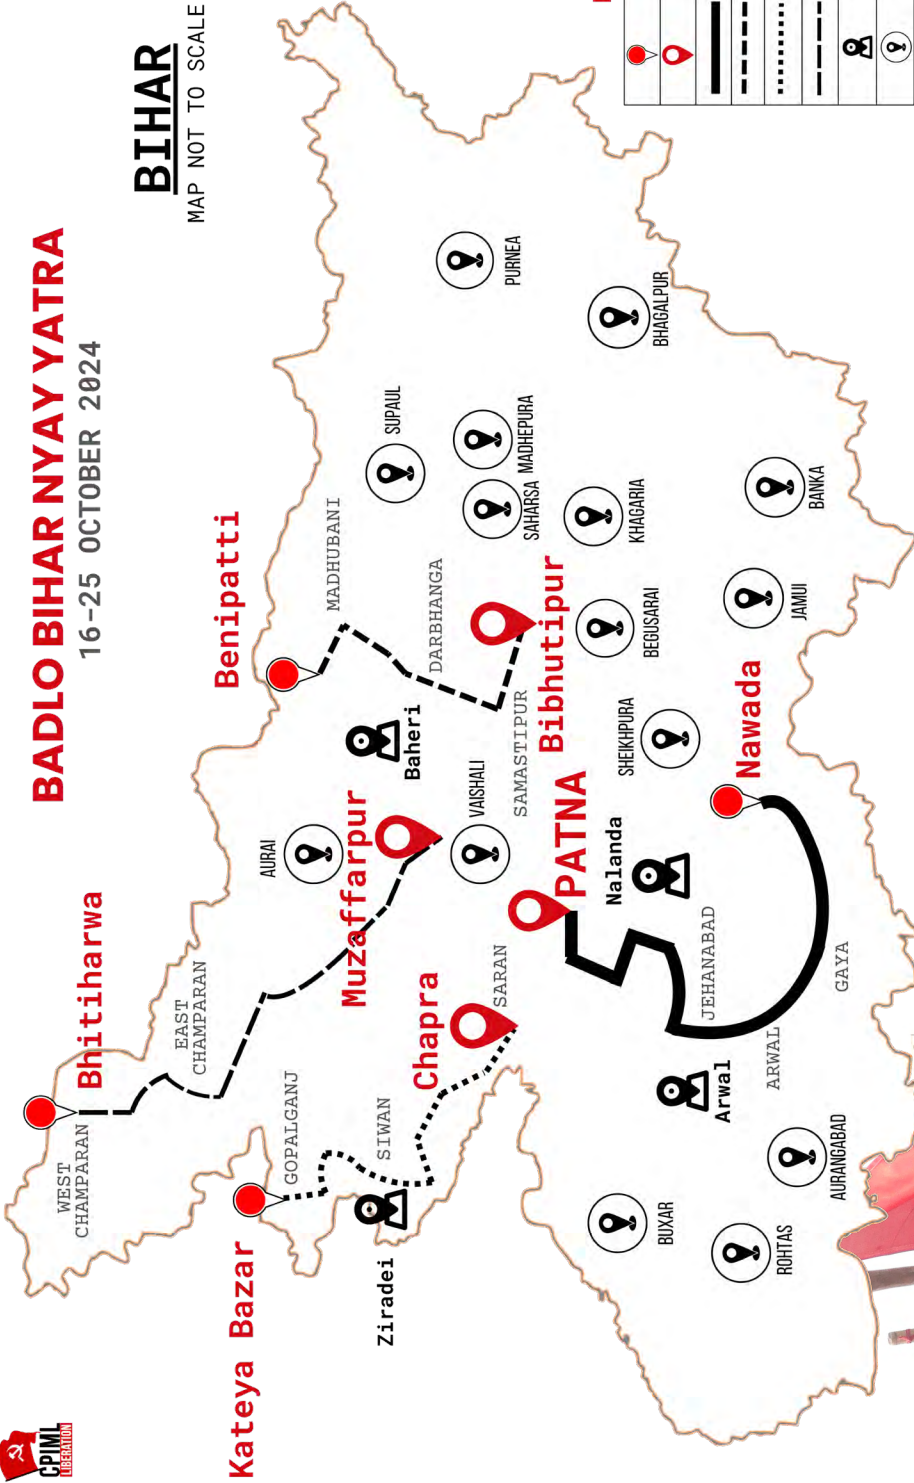 CPIML
LIBERATION
BADLO BIHAR NYAY YATRA
16-25 OCTOBER 2024
BIHAR
MAP NOT TO SCALE
Bhitiharwa
WEST
CHAMPARAN
EAST
CHAMPARAN
Kateya Bazar
GOPALGANJ
Benipatti
AURAI
MADHUBANI
Ziradei
SIWAN
Muzaffarpur
Baheri
SUPAUL
Chapra
DARBHANGA
VAISHALI
SARAN
SAMASTIPUR
SAHARSA
MADHEPURA
PURNEA
Bibhutipur
PATNA
Nalanda
SHEIKHPURA
BEGUSARAI
KHAGARIA
BHAGALPUR
BUXAR
Arwal
JEHANABAD
Nawada
ROHTAS
AURANGABAD
ARWAL
GAYA
JAMUI
BANKA